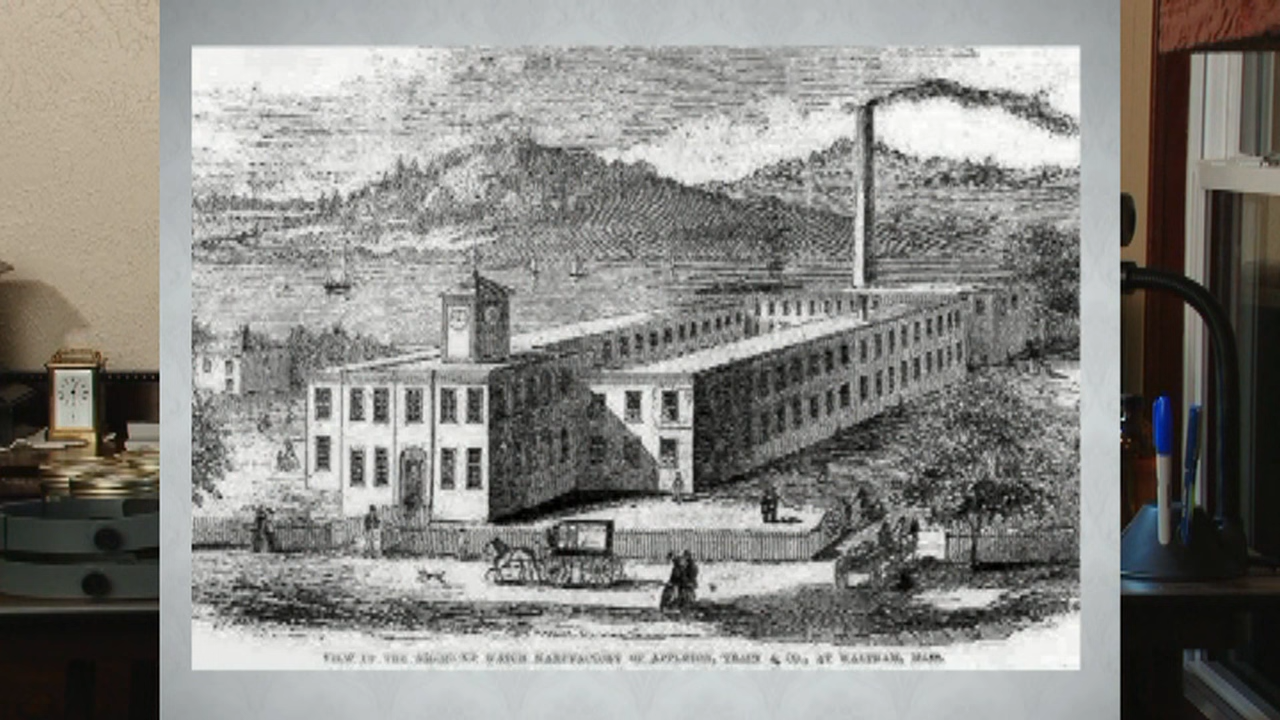 VIEW OF THE WATCH MANUFACTORY OF APPLETON, TRACY & CO., AT WALTHAM, MASS.